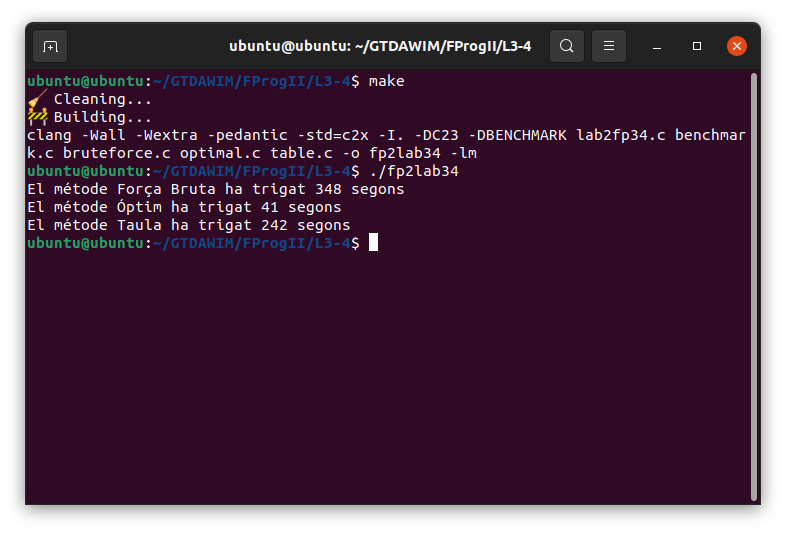 ubuntu@ubuntu: ~/GTDAWIM/FProgII/L3-4
ubuntu@ubuntu:~/GTDAWIM/FProgII/L3-4$ make
🧹 Cleaning...
🚧 Building...
clang -Wall -Wextra -pedantic -std=c2x -I. -DC23 -DBENCHMARK lab2fp34.c benchmar
k.c bruteforce.c optimal.c table.c -o fp2lab34 -lm
ubuntu@ubuntu:~/GTDAWIM/FProgII/L3-4$ ./fp2lab34
El métode Força Bruta ha trigat 348 segons
El métode Óptim ha trigat 41 segons
El métode Taula ha trigat 242 segons
ubuntu@ubuntu:~/GTDAWIM/FProgII/L3-4$